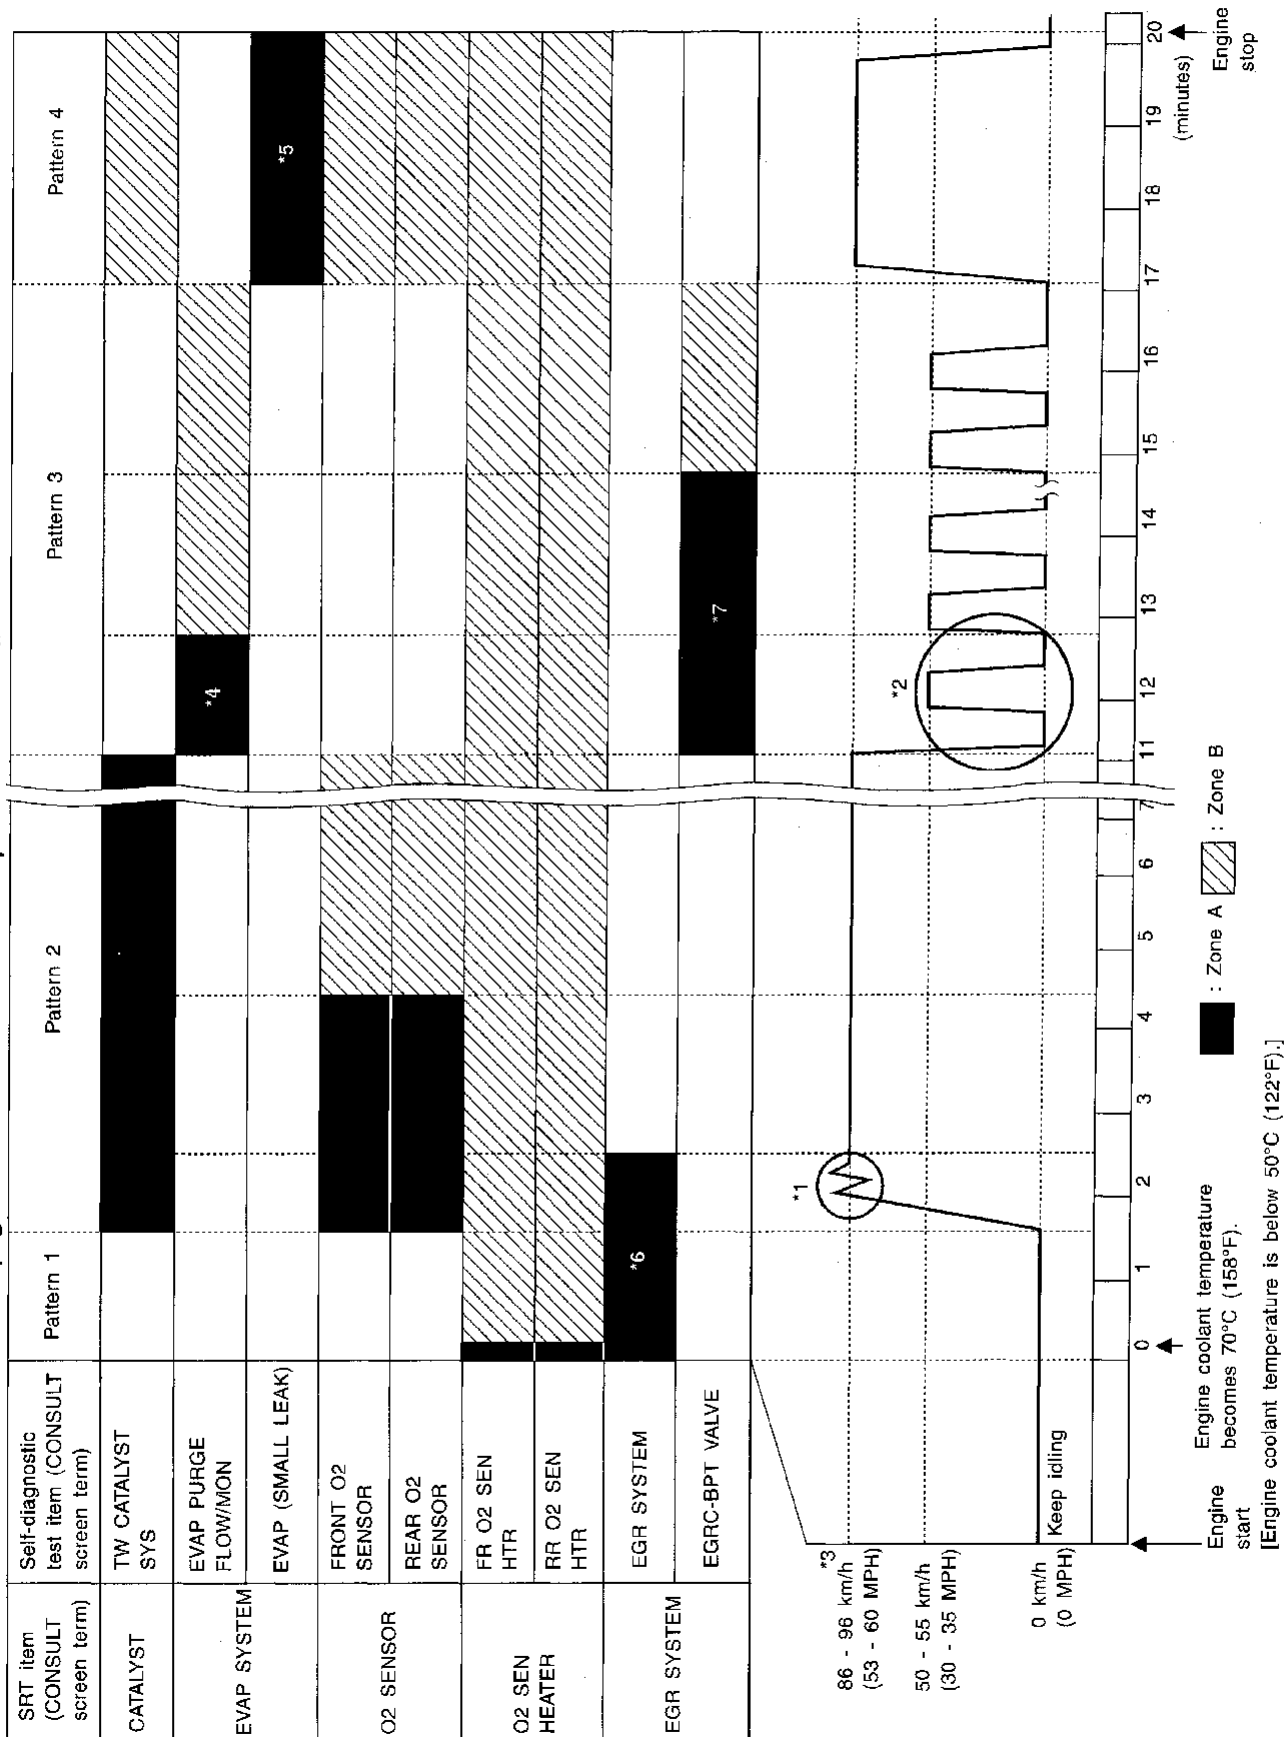 SRT item
(CONSULT
screen term)
Self-diagnostic
test item (CONSULT
screen term)
Pattern 1
Pattern 2
Pattern 3
Pattern 4
CATALYST
TW CATALYST
SYS
EVAP SYSTEM
EVAP PURGE
FLOW/MON
*4
EVAP (SMALL LEAK)
*5
O2 SENSOR
FRONT O2
SENSOR
REAR O2
SENSOR
O2 SEN
HEATER
FR O2 SEN
HTR
RR O2 SEN
HTR
EGR SYSTEM
EGR SYSTEM
*6
EGRC-BPT VALVE
*7
*3
86 - 96 km/h
(53 - 60 MPH)
*1
50 - 55 km/h
(30 - 35 MPH)
*2
0 km/h
(0 MPH)
Keep idling
0 1 2 3 4 5 6 7 11 12 13 14 15 16 17 18 19 20
(minutes)
Engine
start
Engine coolant temperature
becomes 70°C (158°F).
: Zone A
: Zone B
Engine
stop
[Engine coolant temperature is below 50°C (122°F).]